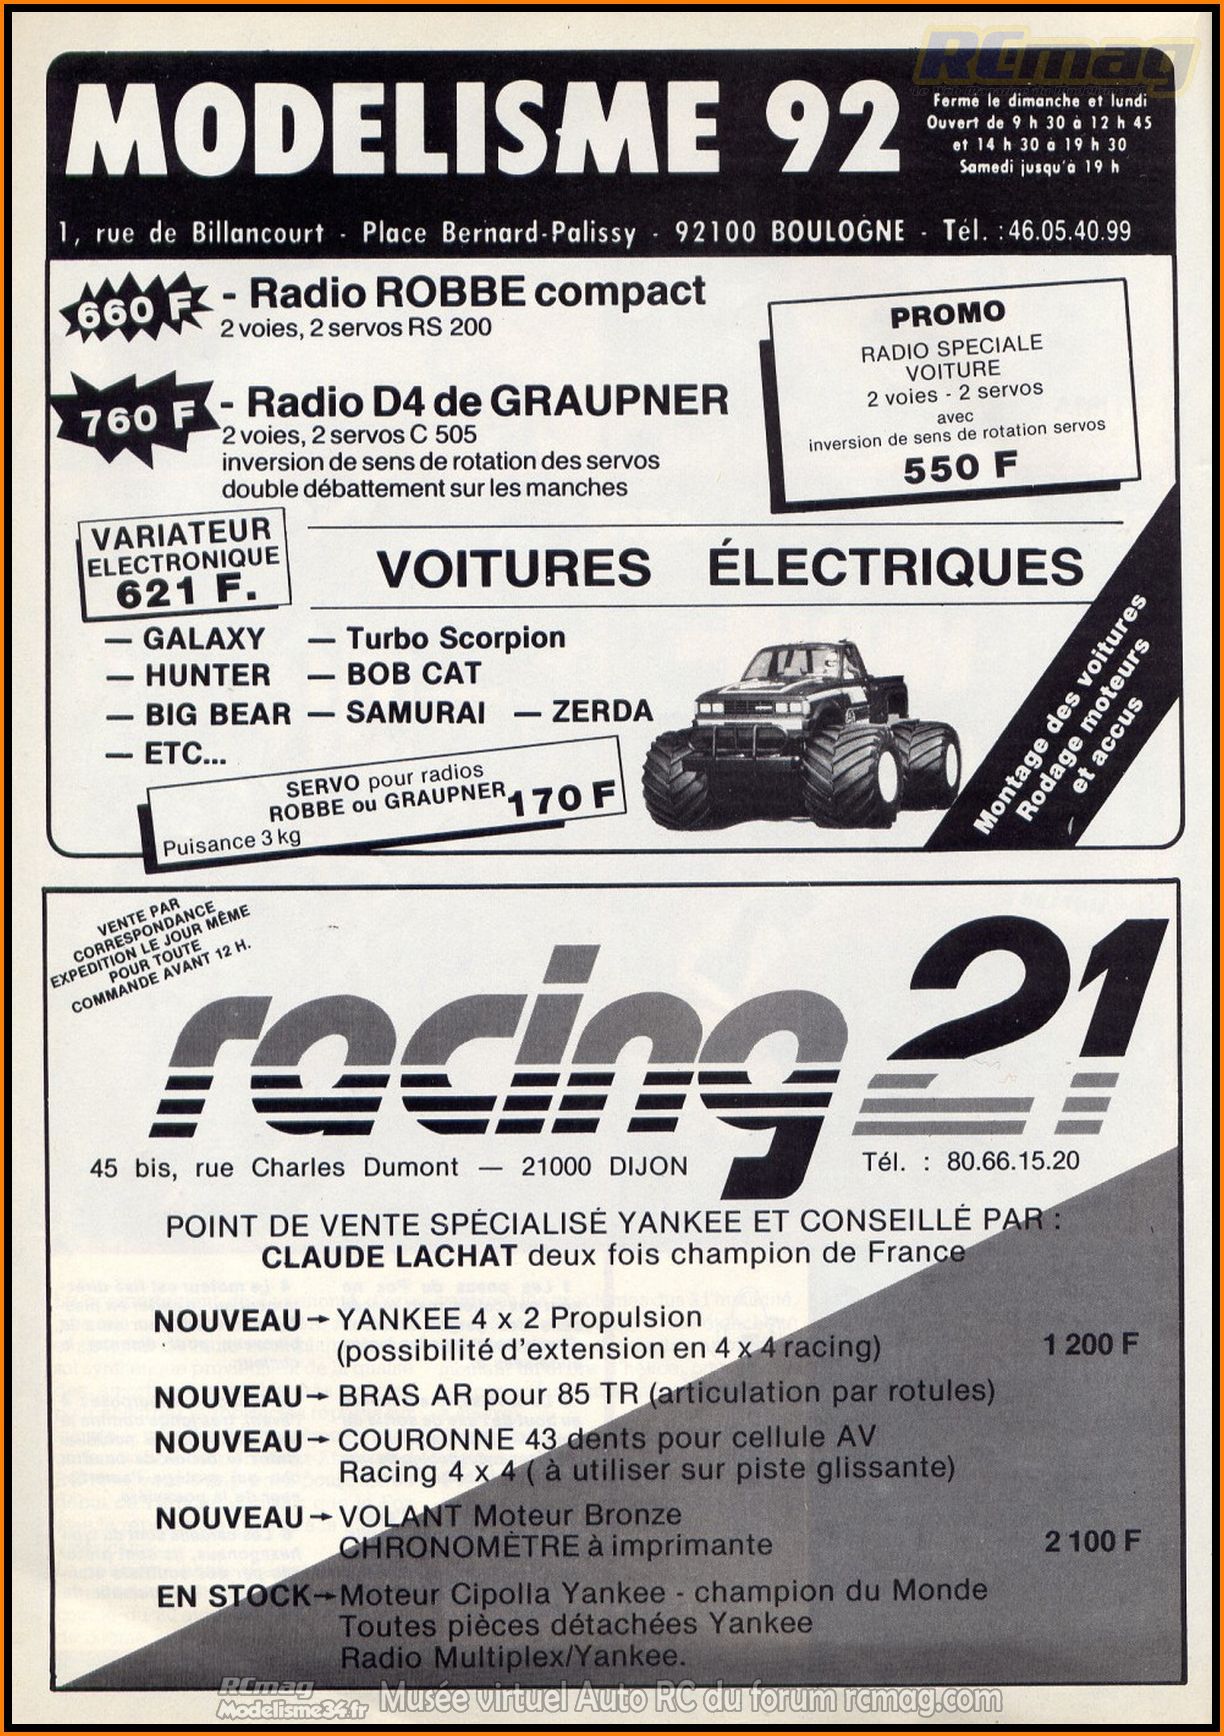 RCmag
Le Web Magazine du Modélisme RC
MODELISME 92
Fermé le dimanche et lundi
Ouvert de 9 h 30 à 12 h 45
et 14 h 30 à 19 h 30
Samedi jusqu'à 19 h
1, rue de Billancourt - Place Bernard-Palissy - 92100 BOULOGNE - Tél. : 46.05.40.99
660 F - Radio ROBBE compact
2 voies, 2 servos RS 200
760 F - Radio D4 de GRAUPNER
2 voies, 2 servos C 505
inversion de sens de rotation des servos
double débattement sur les manches
PROMO
RADIO SPECIALE
VOITURE
2 voies - 2 servos
avec
inversion de sens de rotation servos
550 F
VARIATEUR
ELECTRONIQUE
621 F.
VOITURES ÉLECTRIQUES
— GALAXY — Turbo Scorpion
— HUNTER — BOB CAT
— BIG BEAR — SAMURAI — ZERDA
— ETC...
SERVO pour radios
ROBBE ou GRAUPNER 170 F
Puisance 3 kg
Montage des voitures
Rodage moteurs
et accus
VENTE PAR
CORRESPONDANCE
EXPEDITION LE JOUR MÊME
POUR TOUTE
COMMANDE AVANT 12 H.
racing 21
45 bis, rue Charles Dumont — 21000 DIJON
Tél. : 80.66.15.20
POINT DE VENTE SPÉCIALISÉ YANKEE ET CONSEILLÉ PAR :
CLAUDE LACHAT deux fois champion de France
NOUVEAU→ YANKEE 4 x 2 Propulsion
(possibilité d'extension en 4 x 4 racing) 1 200 F
NOUVEAU→ BRAS AR pour 85 TR (articulation par rotules)
NOUVEAU→ COURONNE 43 dents pour cellule AV
Racing 4 x 4 ( à utiliser sur piste glissante)
NOUVEAU→ VOLANT Moteur Bronze
CHRONOMÈTRE à imprimante 2 100 F
EN STOCK→ Moteur Cipolla Yankee - champion du Monde
Toutes pièces détachées Yankee
Radio Multiplex/Yankee.
RCmag
Modelisme34.fr Musée virtuel Auto RC du forum rcmag.com